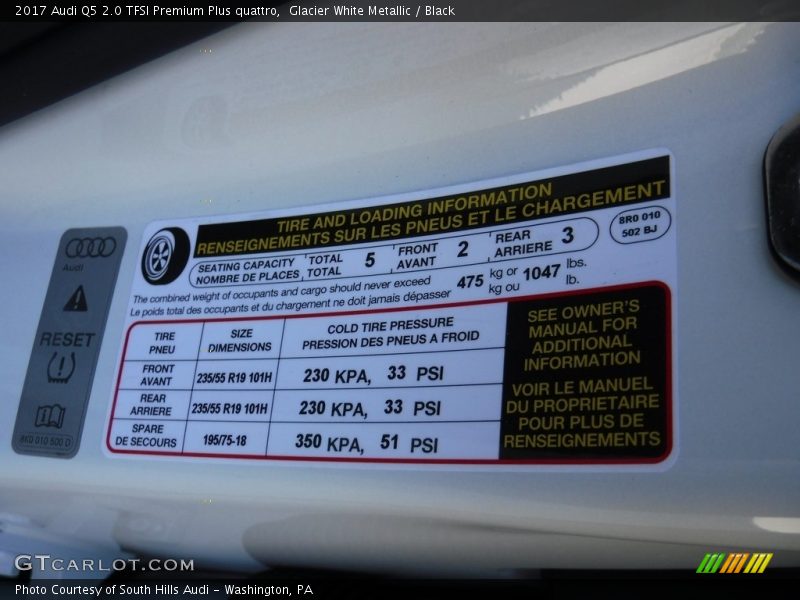 2017 Audi Q5 2.0 TFSI Premium Plus quattro, Glacier White Metallic / Black
TIRE AND LOADING INFORMATION
RENSEIGNEMENTS SUR LES PNEUS ET LE CHARGEMENT
8R0 010
502 BJ
SEATING CAPACITY TOTAL 5 FRONT 2 REAR 3
NOMBRE DE PLACES TOTAL AVANT ARRIERE
The combined weight of occupants and cargo should never exceed 475 kg or 1047 lbs.
Le poids total des occupants et du chargement ne doit jamais dépasser kg ou lb.
TIRE SIZE COLD TIRE PRESSURE
PNEU DIMENSIONS PRESSION DES PNEUS A FROID
FRONT
AVANT 235/55 R19 101H 230 KPA, 33 PSI
REAR
ARRIERE 235/55 R19 101H 230 KPA, 33 PSI
SPARE
DE SECOURS 195/75-18 350 KPA, 51 PSI
SEE OWNER'S
MANUAL FOR
ADDITIONAL
INFORMATION
VOIR LE MANUEL
DU PROPRIETAIRE
POUR PLUS DE
RENSEIGNEMENTS
Audi
RESET
8K0 010 500 D
GTCARLOT.COM
Photo Courtesy of South Hills Audi - Washington, PA